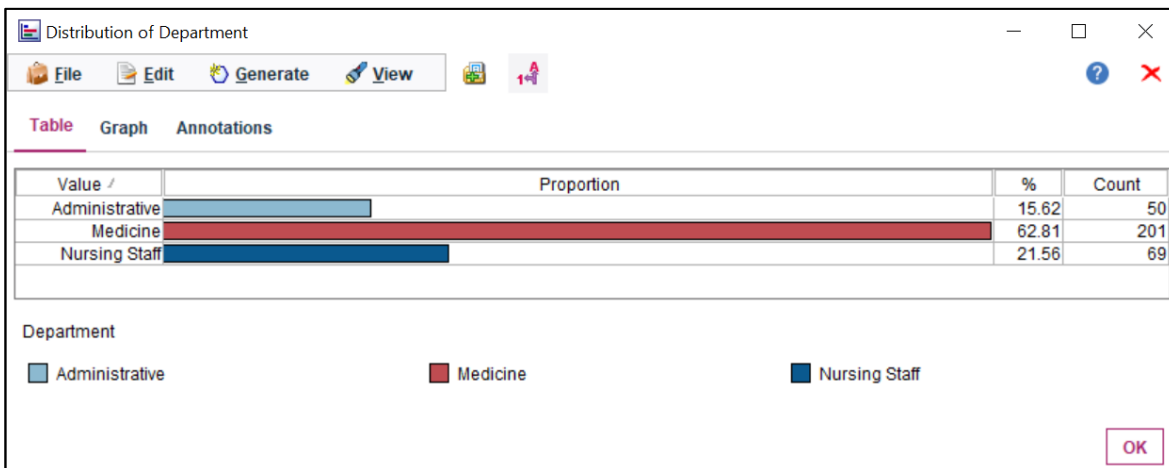 Distribution of Department
File Edit Generate View
Table Graph Annotations
Value Proportion % Count
Administrative 15.62 50
Medicine 62.81 201
Nursing Staff 21.56 69
Department
Administrative Medicine Nursing Staff
OK